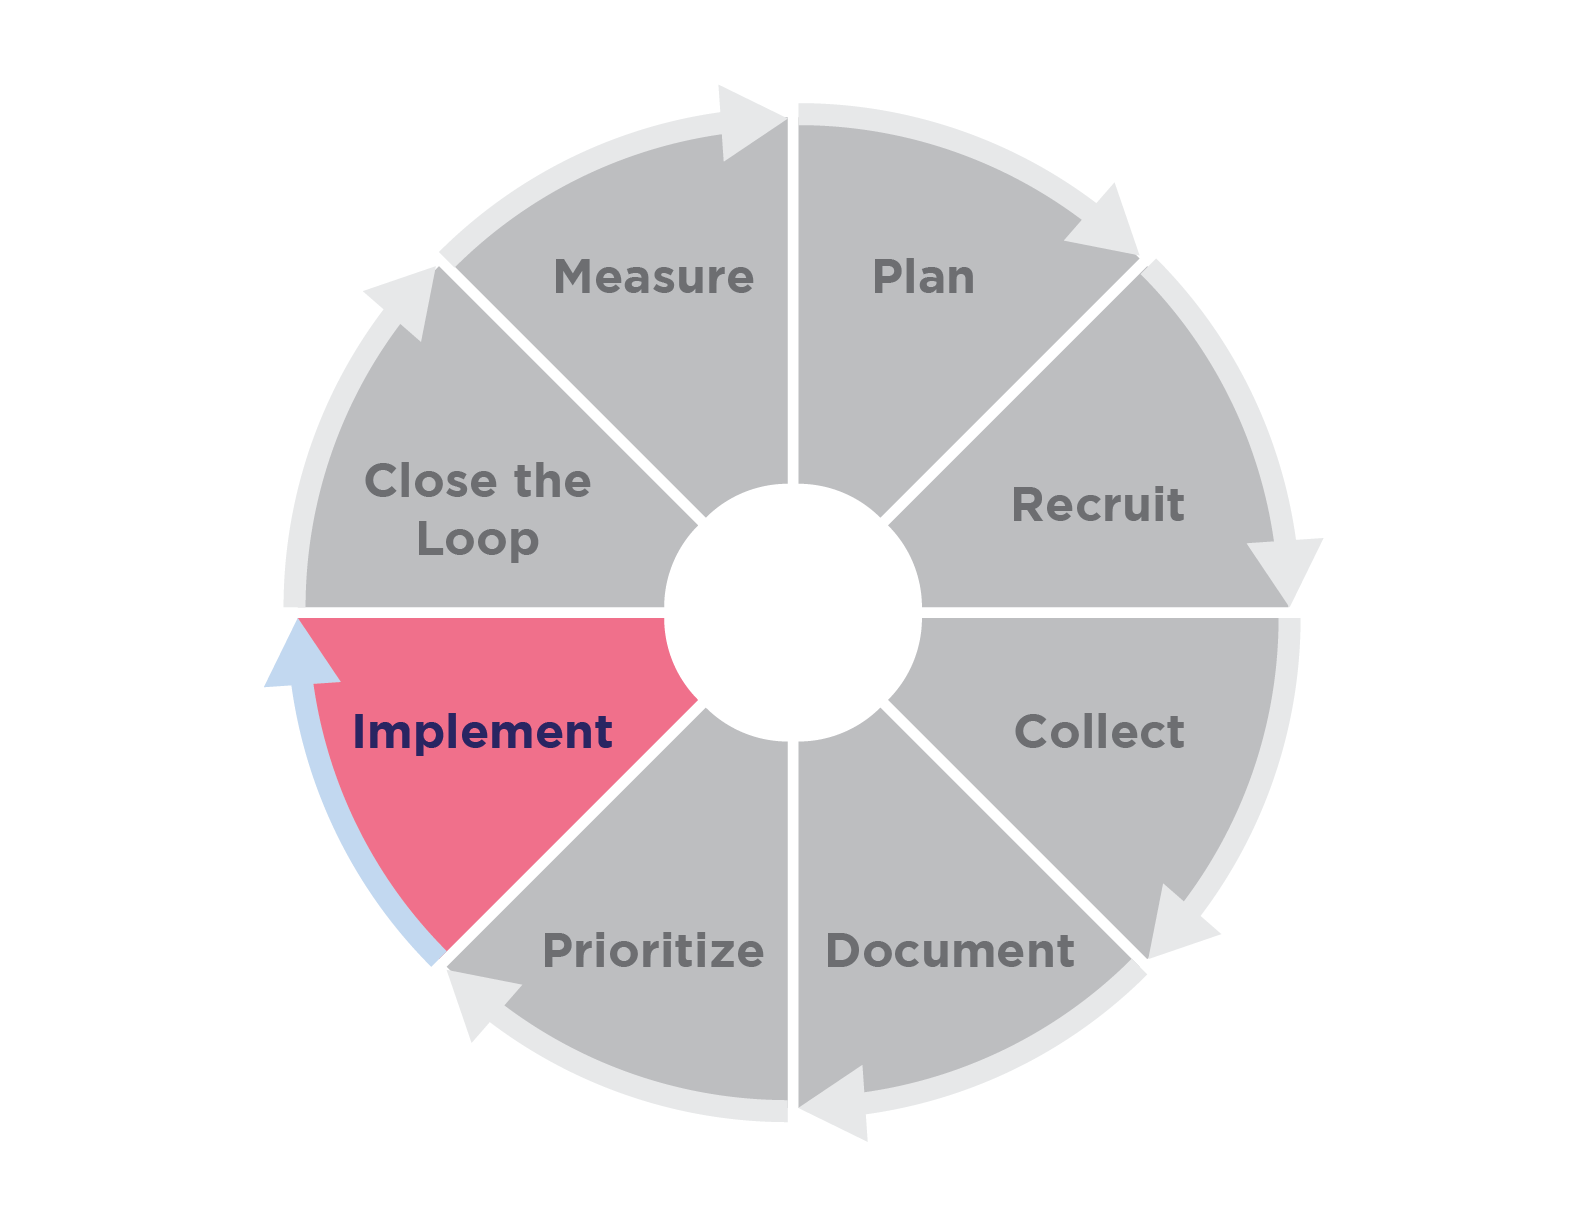 Measure
Plan
Close the
Loop
Recruit
Implement
Collect
Prioritize
Document